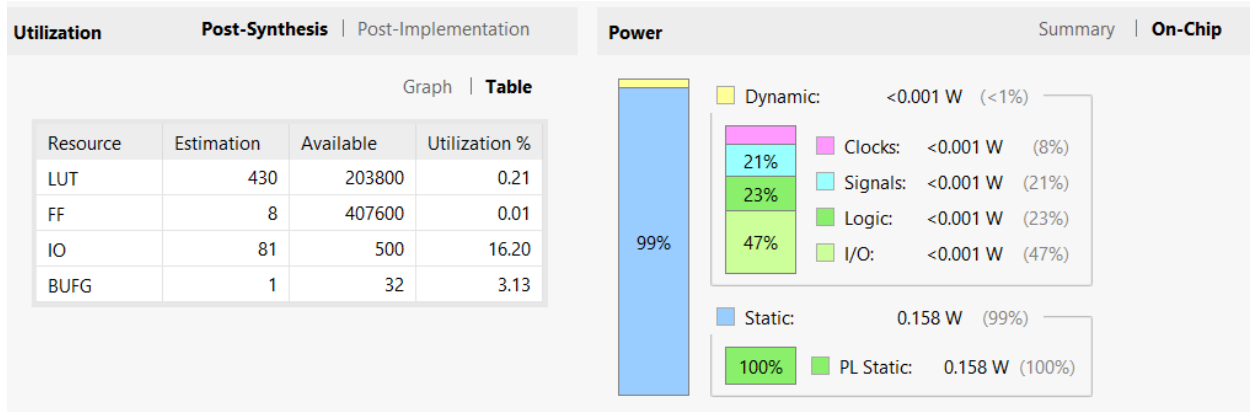 Utilization Post-Synthesis | Post-Implementation
Graph | Table
Resource Estimation Available Utilization %
LUT 430 203800 0.21
FF 8 407600 0.01
IO 81 500 16.20
BUFG 1 32 3.13
Power Summary | On-Chip
99%
Dynamic: <0.001 W (<1%)
21%
23%
47%
Clocks: <0.001 W (8%)
Signals: <0.001 W (21%)
Logic: <0.001 W (23%)
I/O: <0.001 W (47%)
Static: 0.158 W (99%)
100% PL Static: 0.158 W (100%)